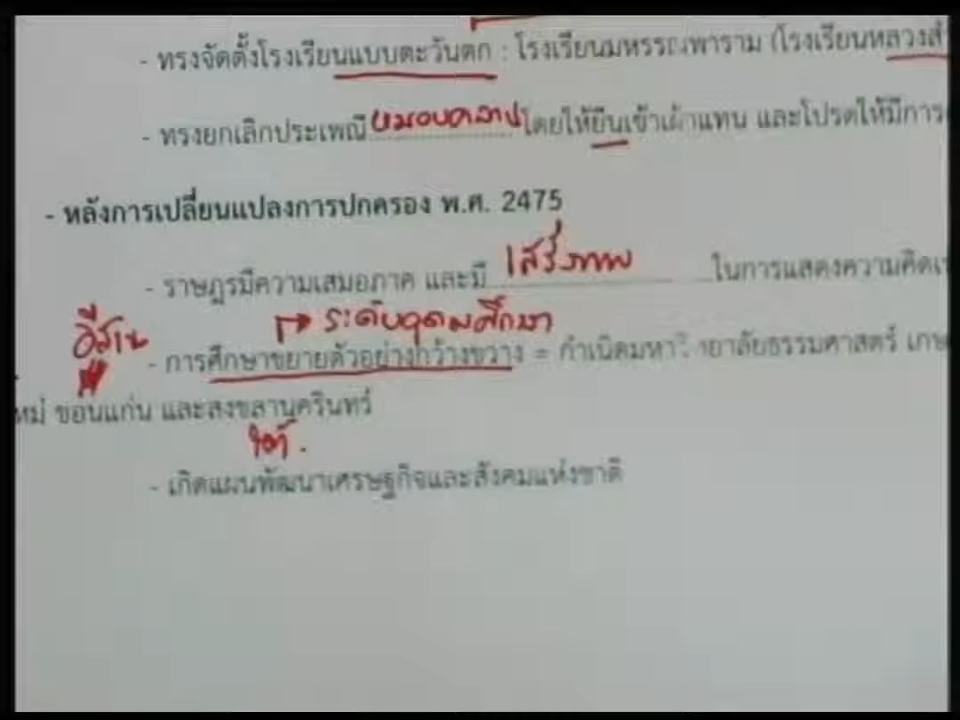 - ทรงจัดตั้งโรงเรียนแบบตะวันตก : โรงเรียนมหรรณพาราม (โรงเรียนหลวงสำ
- ทรงยกเลิกประเพณีหมอบคลานโดยให้ยืนเข้าเฝ้าแทน และโปรดให้มีการ
- หลังการเปลี่ยนแปลงการปกครอง พ.ศ. 2475
- ราษฎรมีความเสมอภาค และมี เสรีภาพ ในการแสดงความคิดเ
อีสาน → ระดับอุดมศึกษา
- การศึกษาขยายตัวอย่างกว้างขวาง = กำเนิดมหาวิทยาลัยธรรมศาสตร์ เกษ
หม่ ขอนแก่น และสงขลานครินทร์
ใต้.
- เกิดแผนพัฒนาเศรษฐกิจและสังคมแห่งชาติ